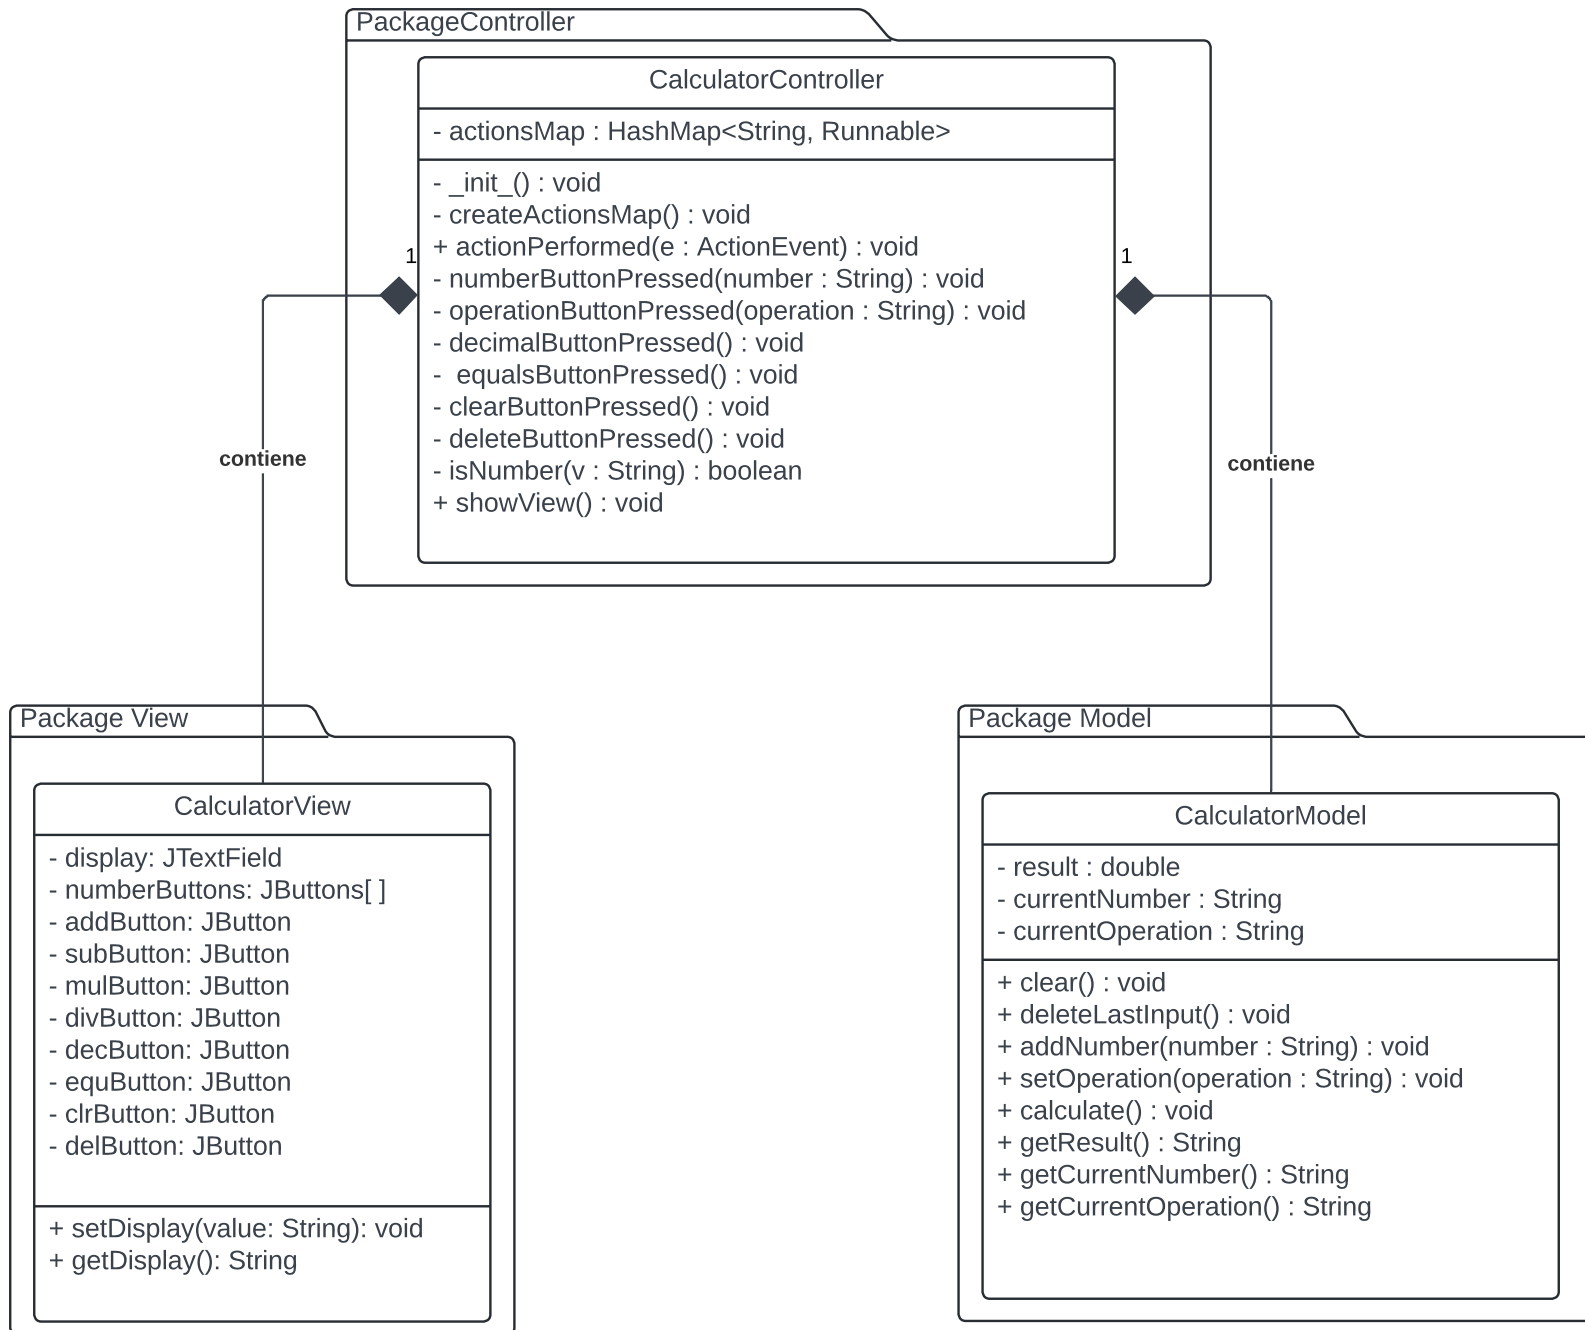 PackageController
CalculatorController
- actionsMap : HashMap<String, Runnable>
- _init_() : void
- createActionsMap() : void
+ actionPerformed(e : ActionEvent) : void
- numberButtonPressed(number : String) : void
- operationButtonPressed(operation : String) : void
- decimalButtonPressed() : void
-  equalsButtonPressed() : void
- clearButtonPressed() : void
- deleteButtonPressed() : void
- isNumber(v : String) : boolean
+ showView() : void
1
1
contiene
contiene
Package View
CalculatorView
- display: JTextField
- numberButtons: JButtons[ ]
- addButton: JButton
- subButton: JButton
- mulButton: JButton
- divButton: JButton
- decButton: JButton
- equButton: JButton
- clrButton: JButton
- delButton: JButton
+ setDisplay(value: String): void
+ getDisplay(): String
Package Model
CalculatorModel
- result : double
- currentNumber : String
- currentOperation : String
+ clear() : void
+ deleteLastInput() : void
+ addNumber(number : String) : void
+ setOperation(operation : String) : void
+ calculate() : void
+ getResult() : String
+ getCurrentNumber() : String
+ getCurrentOperation() : String